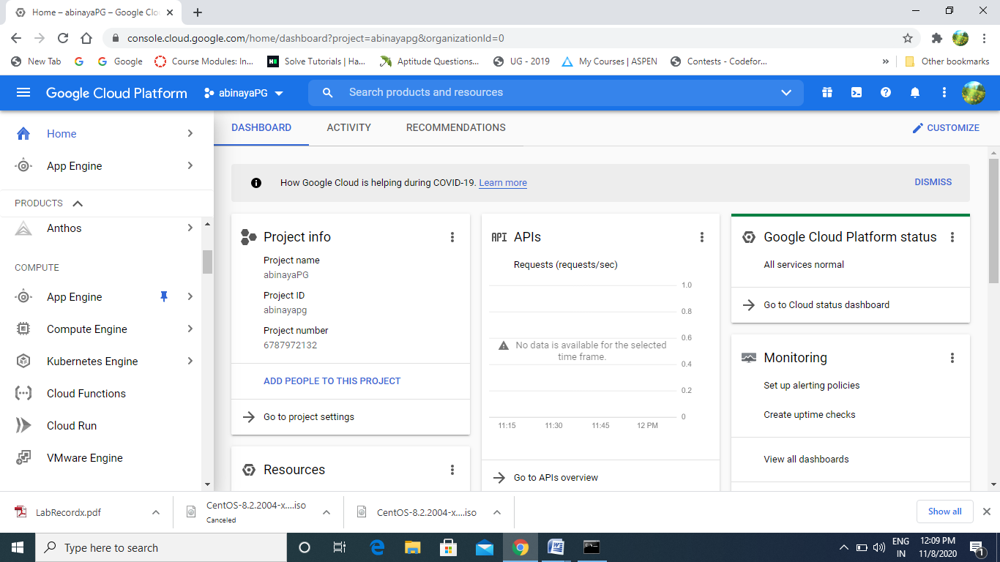 Home – abinayaPG – Google Clo
console.cloud.google.com/home/dashboard?project=abinayapg&organizationId=0
New Tab
Google
Course Modules: In...
Solve Tutorials | Ha...
Aptitude Questions...
UG - 2019
My Courses | ASPEN
Contests - Codefor...
»
Other bookmarks
Google Cloud Platform
abinayaPG
Search products and resources
Home
App Engine
PRODUCTS
Anthos
COMPUTE
App Engine
Compute Engine
Kubernetes Engine
Cloud Functions
Cloud Run
VMware Engine
DASHBOARD
ACTIVITY
RECOMMENDATIONS
CUSTOMIZE
How Google Cloud is helping during COVID-19. Learn more
DISMISS
Project info
Project name
abinayaPG
Project ID
abinayapg
Project number
6787972132
ADD PEOPLE TO THIS PROJECT
Go to project settings
Resources
API APIs
Requests (requests/sec)
1.0
0.8
0.6
No data is available for the selected
time frame.
0.4
0.2
0
11:15 11:30 11:45 12 PM
Go to APIs overview
Google Cloud Platform status
All services normal
Go to Cloud status dashboard
Monitoring
Set up alerting policies
Create uptime checks
View all dashboards
LabRecordx.pdf
CentOS-8.2.2004-x....iso
Canceled
CentOS-8.2.2004-x....iso
Show all
Type here to search
ENG
IN
12:09 PM
11/8/2020
1